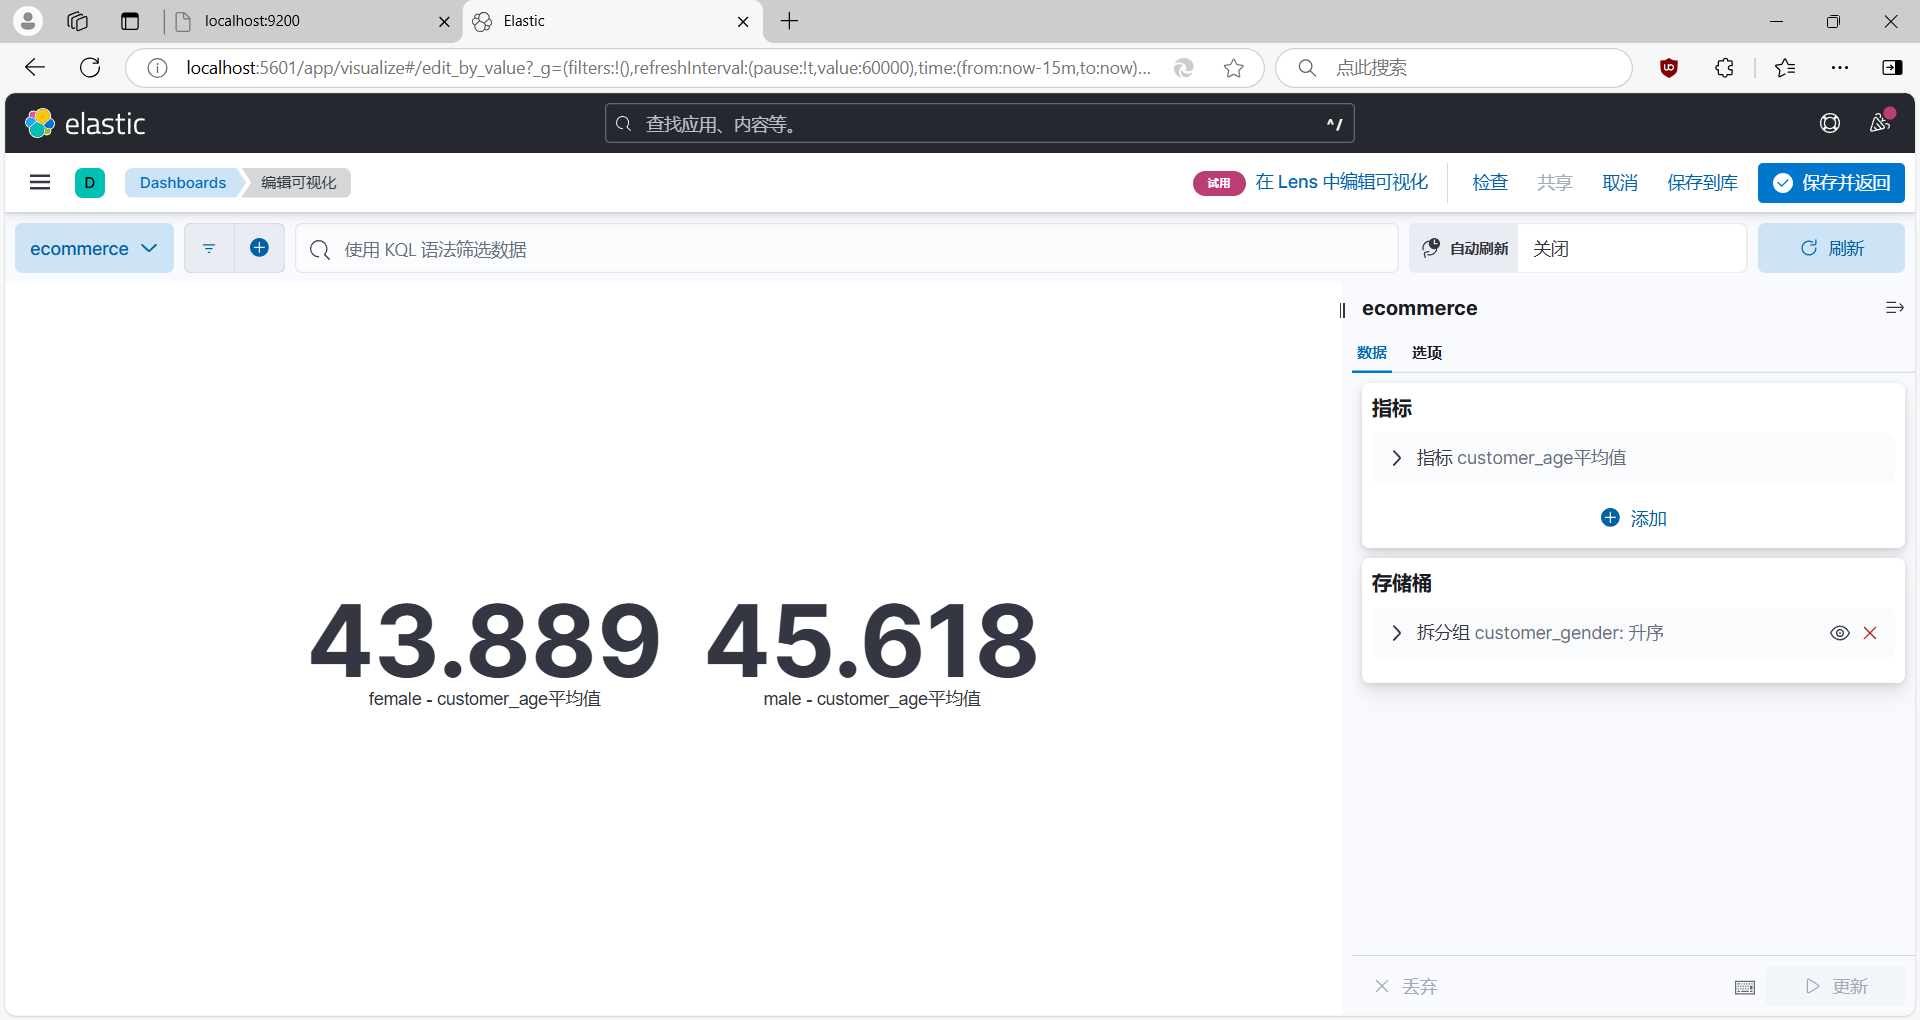 localhost:9200
Elastic
localhost:5601/app/visualize#/edit_by_value?_g=(filters:!(),refreshInterval:(pause:!t,value:60000),time:(from:now-15m,to:now)...
点此搜索
elastic
查找应用、内容等。
^/
D
Dashboards
编辑可视化
试用
在 Lens 中编辑可视化
检查
共享
取消
保存到库
保存并返回
ecommerce
使用 KQL 语法筛选数据
自动刷新
关闭
刷新
ecommerce
数据
选项
指标
指标 customer_age平均值
添加
存储桶
拆分组 customer_gender: 升序
43.889
female - customer_age平均值
45.618
male - customer_age平均值
丢弃
更新